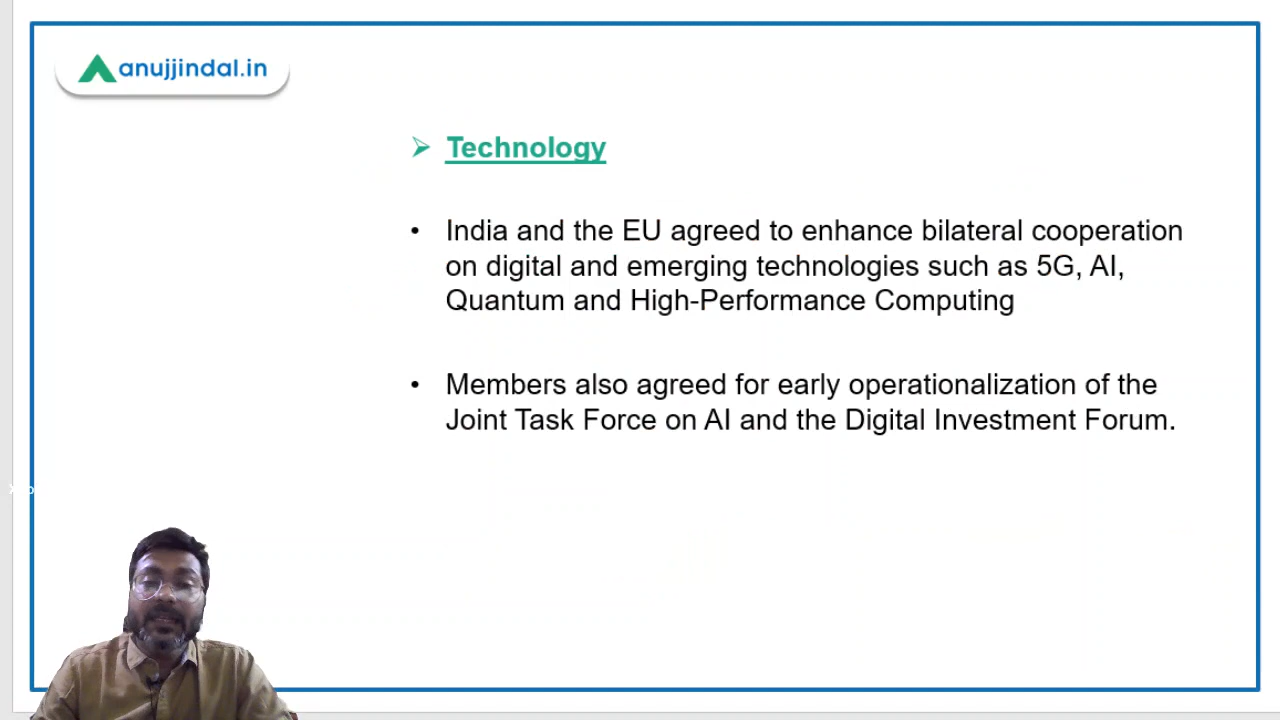 anujjindal.in
Technology
India and the EU agreed to enhance bilateral cooperation
on digital and emerging technologies such as 5G, AI,
Quantum and High-Performance Computing
Members also agreed for early operationalization of the
Joint Task Force on AI and the Digital Investment Forum.